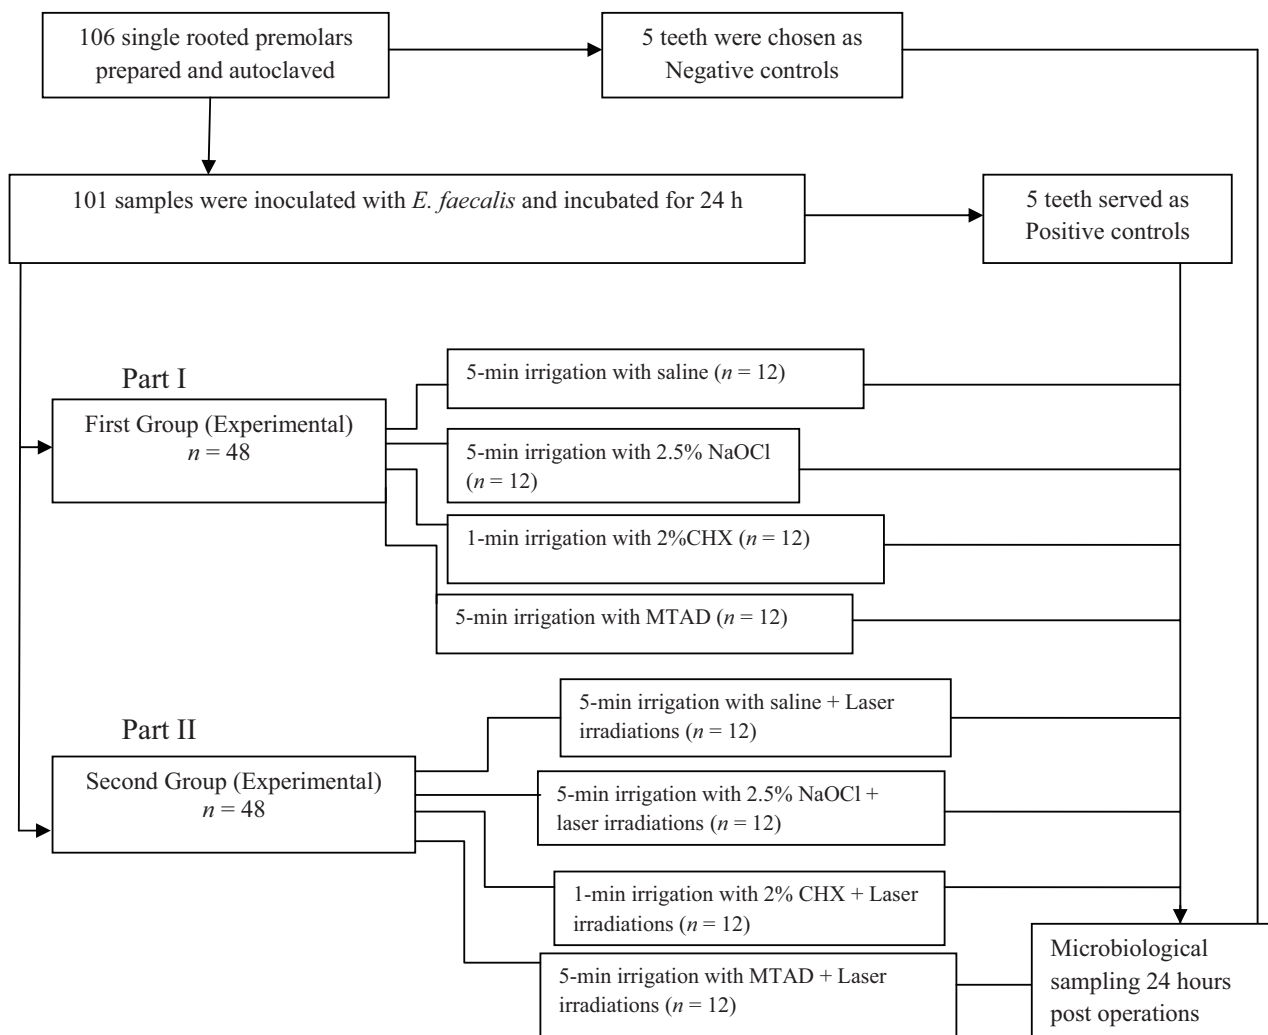 106 single rooted premolars
prepared and autoclaved
5 teeth were chosen as
Negative controls
101 samples were inoculated with E. faecalis and incubated for 24 h
5 teeth served as
Positive controls
Part I
First Group (Experimental)
n = 48
5-min irrigation with saline (n = 12)
5-min irrigation with 2.5% NaOCl
(n = 12)
1-min irrigation with 2%CHX (n = 12)
5-min irrigation with MTAD (n = 12)
Part II
Second Group (Experimental)
n = 48
5-min irrigation with saline + Laser
irradiations (n = 12)
5-min irrigation with 2.5% NaOCl +
laser irradiations (n = 12)
1-min irrigation with 2% CHX + Laser
irradiations (n = 12)
5-min irrigation with MTAD + Laser
irradiations (n = 12)
Microbiological
sampling 24 hours
post operations